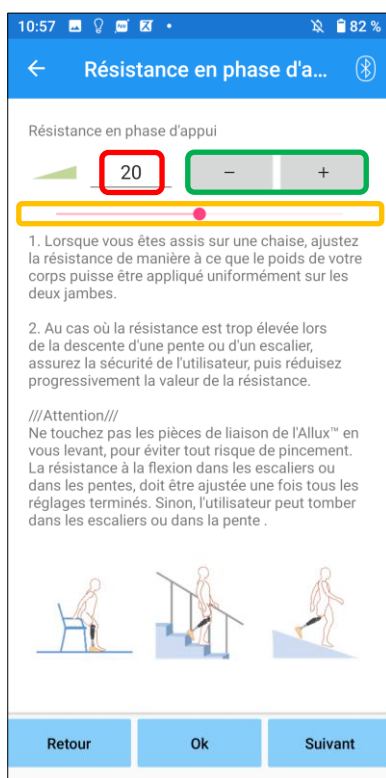 10:57 82 %
Résistance en phase d'a...
Résistance en phase d'appui
20 − +
1. Lorsque vous êtes assis sur une chaise, ajustez
la résistance de manière à ce que le poids de votre
corps puisse être appliqué uniformément sur les
deux jambes.
2. Au cas où la résistance est trop élevée lors
de la descente d'une pente ou d'un escalier,
assurez la sécurité de l'utilisateur, puis réduisez
progressivement la valeur de la résistance.
///Attention///
Ne touchez pas les pièces de liaison de l'Allux™ en
vous levant, pour éviter tout risque de pincement.
La résistance à la flexion dans les escaliers ou
dans les pentes, doit être ajustée une fois tous les
réglages terminés. Sinon, l'utilisateur peut tomber
dans les escaliers ou dans la pente .
Retour Ok Suivant